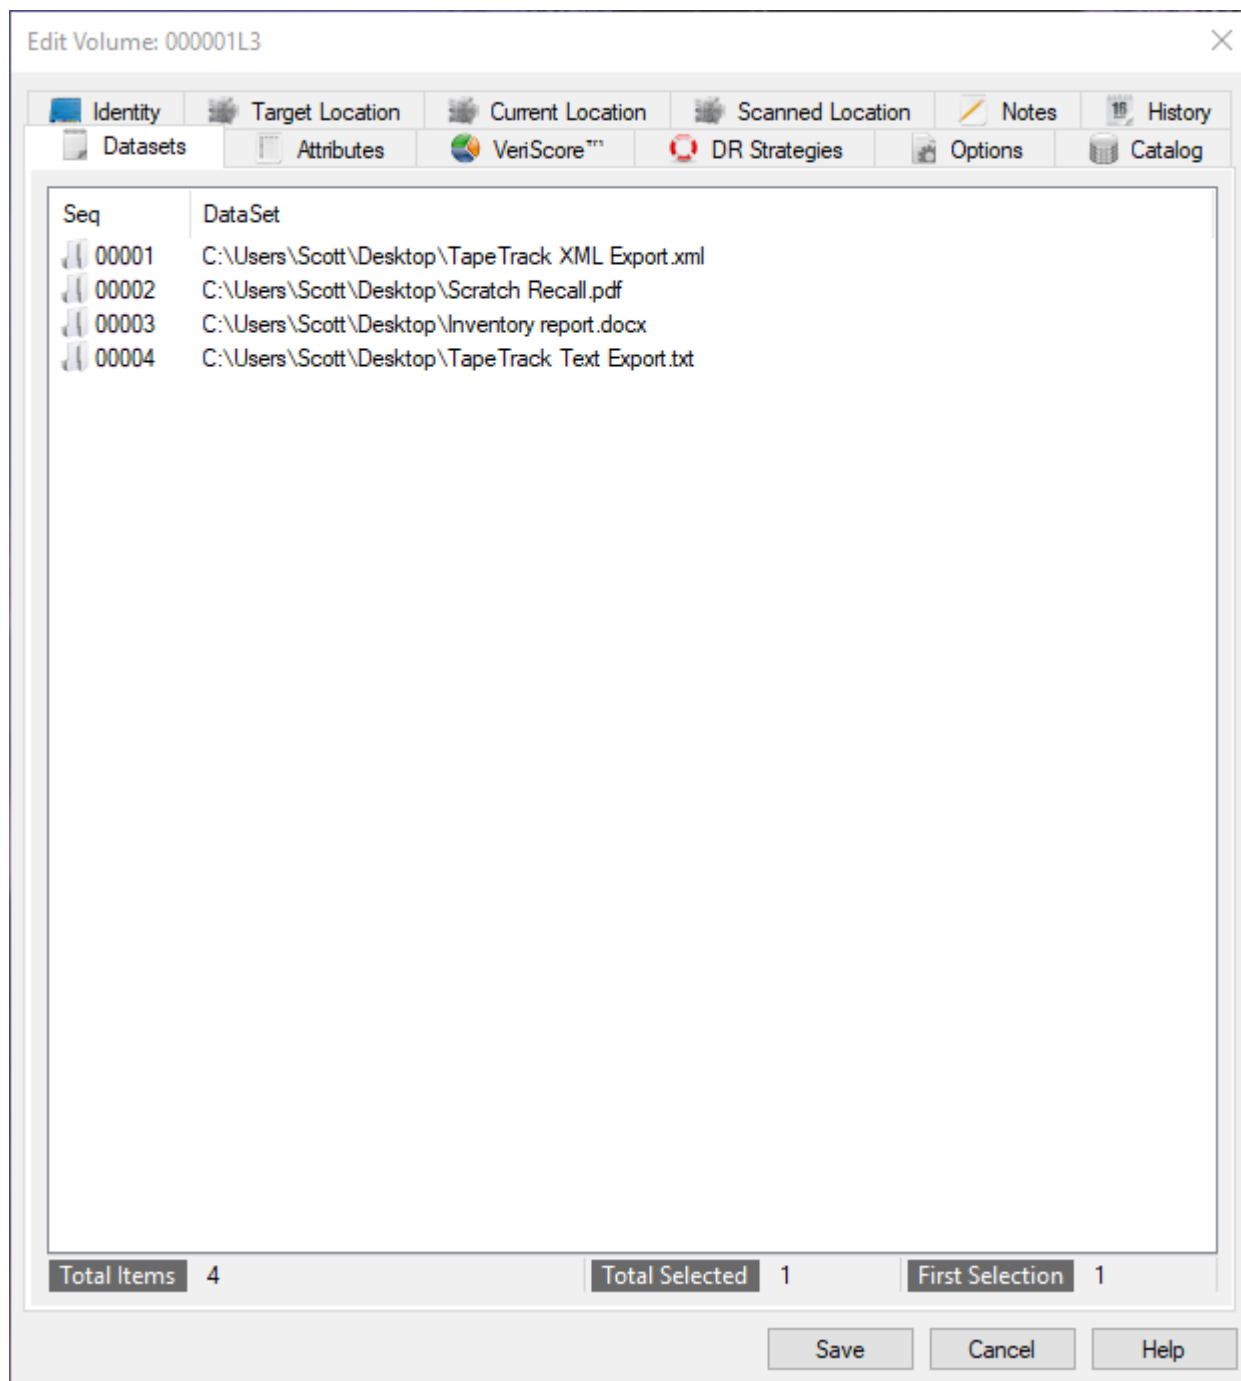 Edit Volume: 000001L3
Identity Target Location Current Location Scanned Location Notes 16 History
Datasets Attributes VeriScore™ DR Strategies Options Catalog
Seq DataSet
00001 C:\Users\Scott\Desktop\TapeTrack XML Export.xml
00002 C:\Users\Scott\Desktop\Scratch Recall.pdf
00003 C:\Users\Scott\Desktop\Inventory report.docx
00004 C:\Users\Scott\Desktop\TapeTrack Text Export.txt
Total Items 4 Total Selected 1 First Selection 1
Save Cancel Help